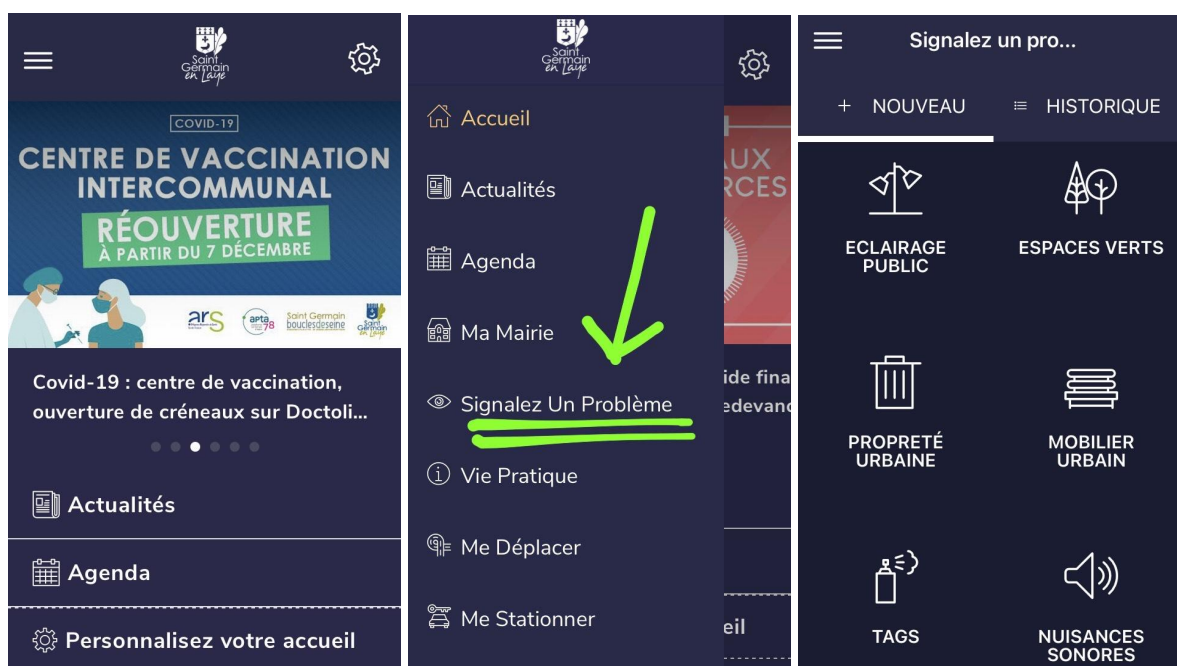 Saint
Germain
en Laye
COVID-19
CENTRE DE VACCINATION
INTERCOMMUNAL
RÉOUVERTURE
À PARTIR DU 7 DÉCEMBRE
ars
apta
78
Saint Germain
bouclesdeseine
Saint
Germain
en Laye
Covid-19 : centre de vaccination,
ouverture de créneaux sur Doctoli...
Actualités
Agenda
Personnalisez votre accueil
Saint
Germain
en Laye
Accueil
Actualités
Agenda
Ma Mairie
Signalez Un Problème
Vie Pratique
Me Déplacer
Me Stationner
AUX
RCES
ide fina
edevanc
eil
Signalez un pro...
+ NOUVEAU
HISTORIQUE
ECLAIRAGE
PUBLIC
ESPACES VERTS
PROPRETÉ
URBAINE
MOBILIER
URBAIN
TAGS
NUISANCES
SONORES